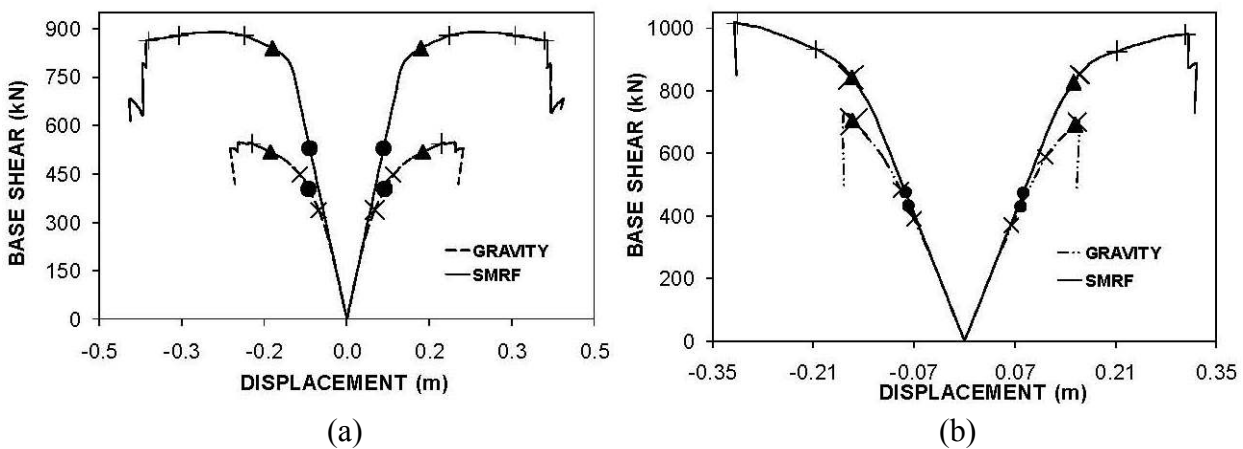 BASE SHEAR (kN)
900
750
600
450
300
150
0
GRAVITY
SMRF
-0.5 -0.3 -0.2 0.0 0.2 0.3 0.5
DISPLACEMENT (m)
(a)
BASE SHEAR (kN)
1000
800
600
400
200
0
GRAVITY
SMRF
-0.35 -0.21 -0.07 0.07 0.21 0.35
DISPLACEMENT (m)
(b)